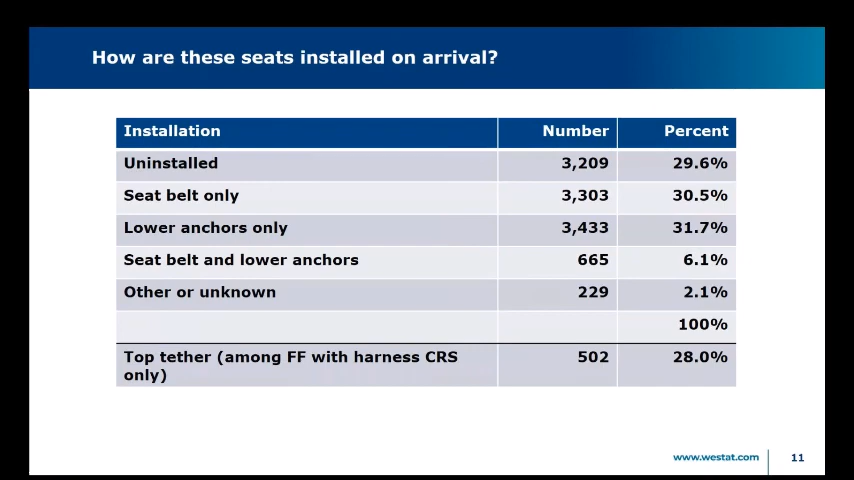 How are these seats installed on arrival?
Installation Number Percent
Uninstalled 3,209 29.6%
Seat belt only 3,303 30.5%
Lower anchors only 3,433 31.7%
Seat belt and lower anchors 665 6.1%
Other or unknown 229 2.1%
100%
Top tether (among FF with harness CRS 502 28.0%
only)
www.westat.com 11